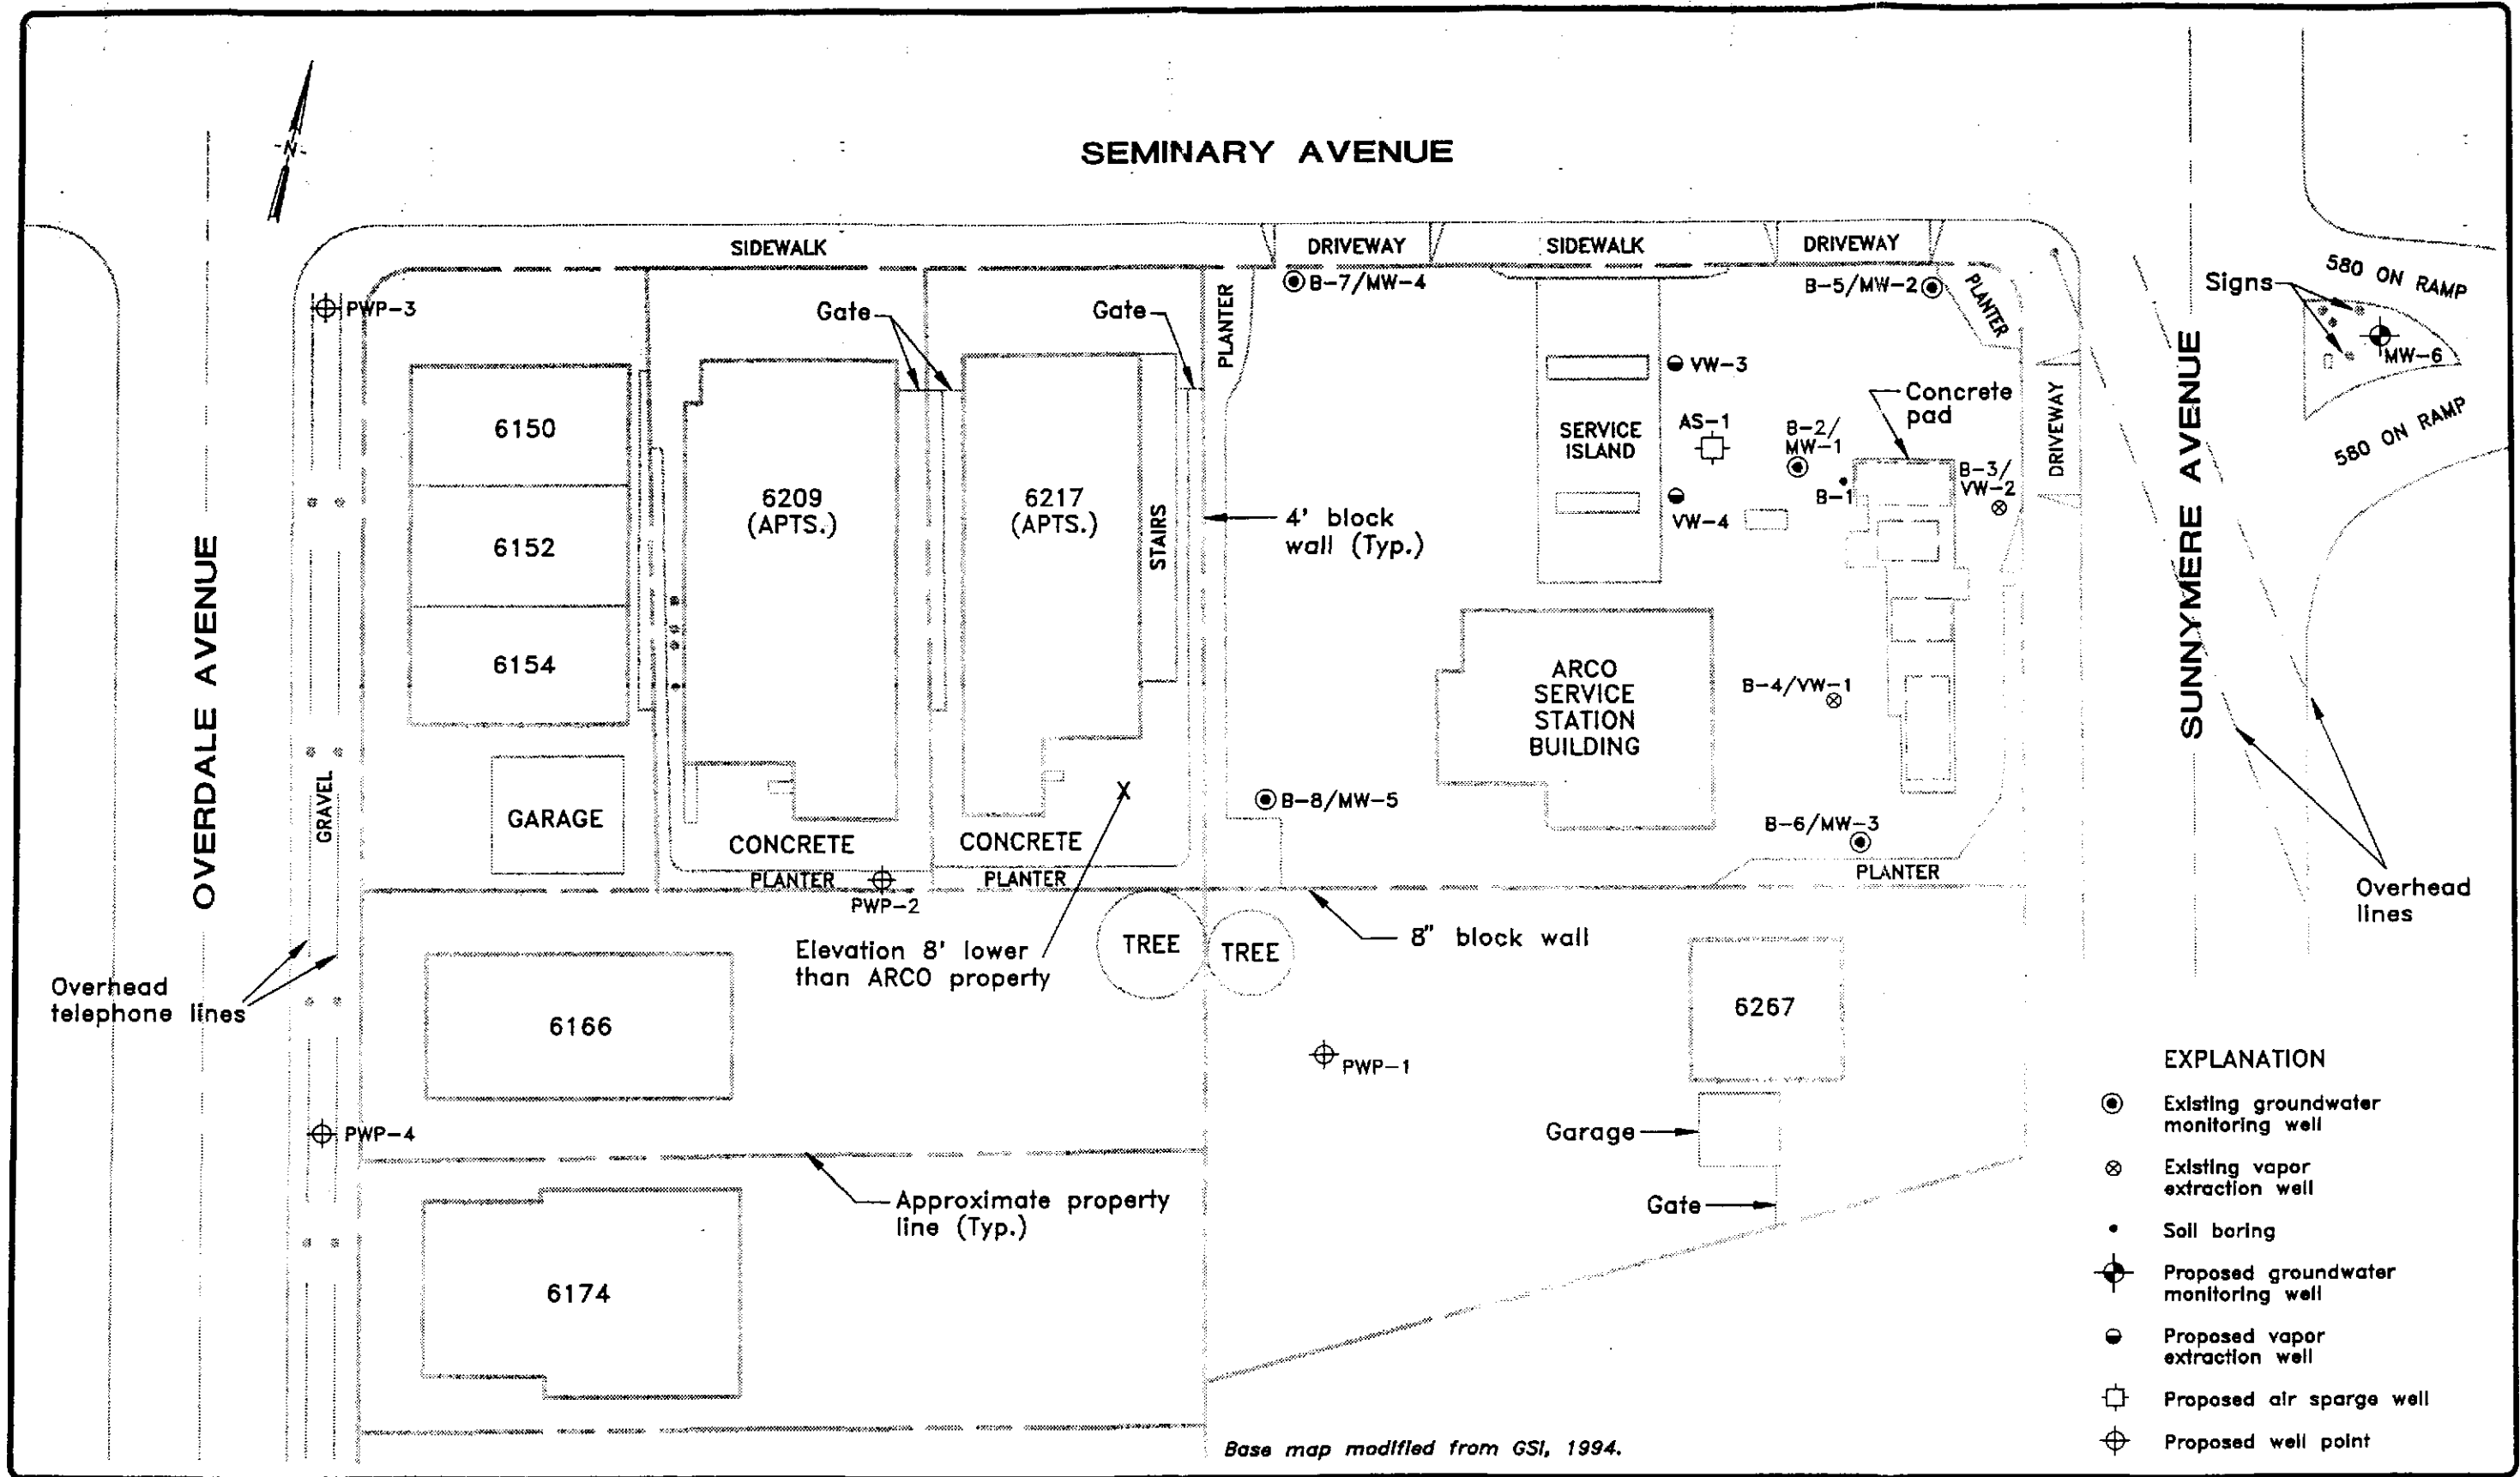 SEMINARY AVENUE
-N-
SIDEWALK
DRIVEWAY
SIDEWALK
DRIVEWAY
580 ON RAMP
Signs
PWP-3
Gate
Gate
PLANTER
B-7/MW-4
B-5/MW-2
PLANTER
MW-6
580 ON RAMP
VW-3
Concrete
pad
6150
SERVICE
ISLAND
AS-1
B-2/
MW-1
B-1
B-3/
VW-2
DRIVEWAY
SUNNYMERE AVENUE
6209
(APTS.)
6217
(APTS.)
STAIRS
4' block
wall (Typ.)
VW-4
6152
OVERDALE AVENUE
6154
ARCO
SERVICE
STATION
BUILDING
B-4/VW-1
GRAVEL
GARAGE
CONCRETE
CONCRETE
X
B-8/MW-5
B-6/MW-3
PLANTER
PLANTER
PLANTER
PWP-2
Overhead
lines
Elevation 8' lower
than ARCO property
TREE
TREE
8" block wall
Overhead
telephone lines
6166
6267
PWP-1
PWP-4
Garage
Approximate property
line (Typ.)
Gate
6174
EXPLANATION
Existing groundwater
monitoring well
Existing vapor
extraction well
Soil boring
Proposed groundwater
monitoring well
Proposed vapor
extraction well
Proposed air sparge well
Proposed well point
Base map modified from GSI, 1994.